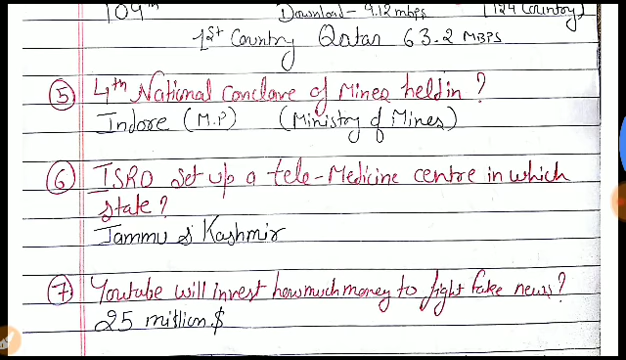 109th Download - 9.12 mbps (124 Country)
1st Country Qatar 63.2 MBPS
5 4th National Conclave of Mines held in ?
Indore (M.P) (Ministry of Mines)
6 ISRO set up a tele-Medicine centre in which
state?
Jammu & Kashmir
7 Youtube will invest how much money to fight fake news?
25 million $